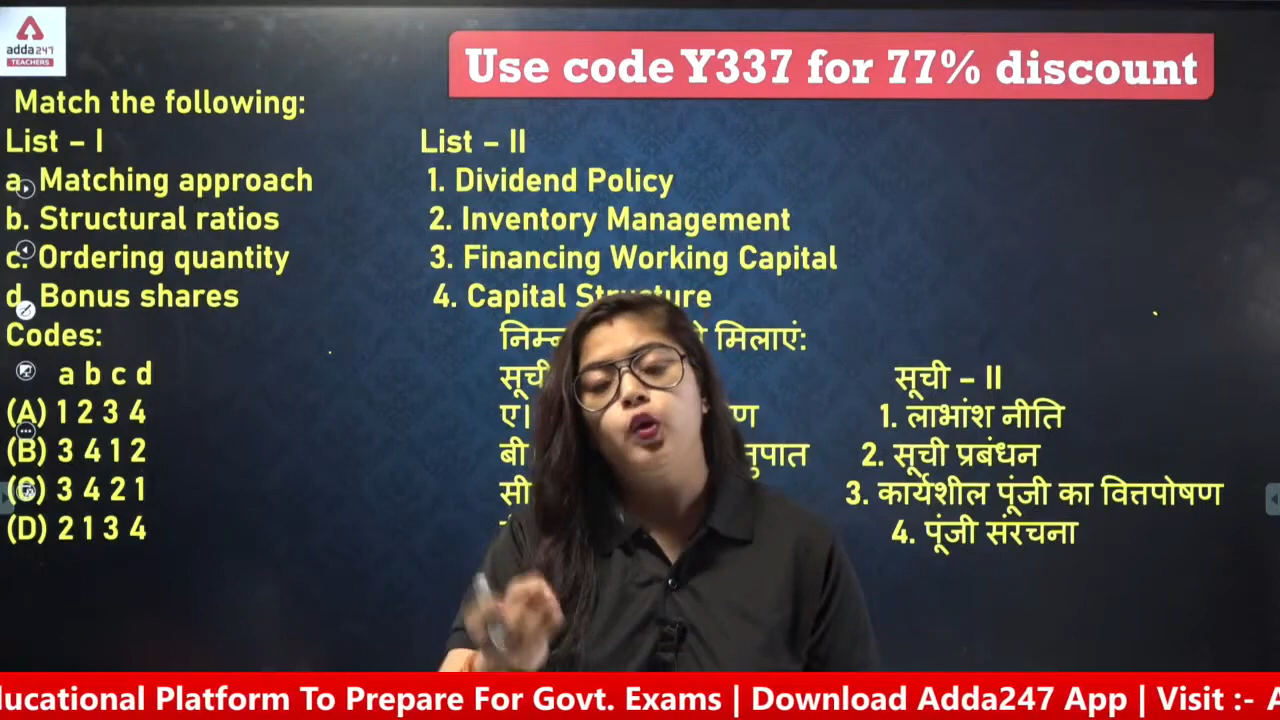 adda247
TEACHERS
Use code Y337 for 77% discount
Match the following:
List – I List – II
a. Matching approach 1. Dividend Policy
b. Structural ratios 2. Inventory Management
c. Ordering quantity 3. Financing Working Capital
d. Bonus shares 4. Capital Structure
Codes:
a b c d
(A) 1 2 3 4
(B) 3 4 1 2
(C) 3 4 2 1
(D) 2 1 3 4
मिलाएं:
सूची – II
ए। 1. लाभांश नीति
बी 2. सूची प्रबंधन
सी 3. कार्यशील पूंजी का वित्तपोषण
4. पूंजी संरचना
Educational Platform To Prepare For Govt. Exams | Download Adda247 App | Visit :-